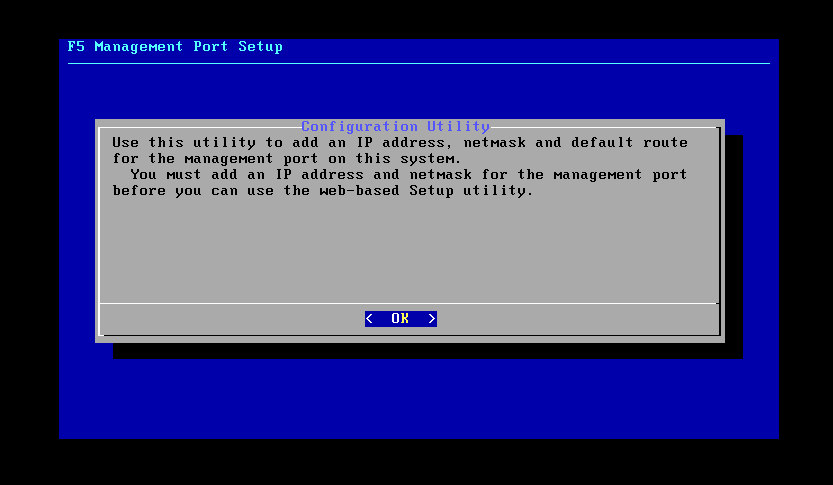 F5 Management Port Setup
Configuration Utility
Use this utility to add an IP address, netmask and default route
for the management port on this system.
You must add an IP address and netmask for the management port
before you can use the web-based Setup utility.
< OK >